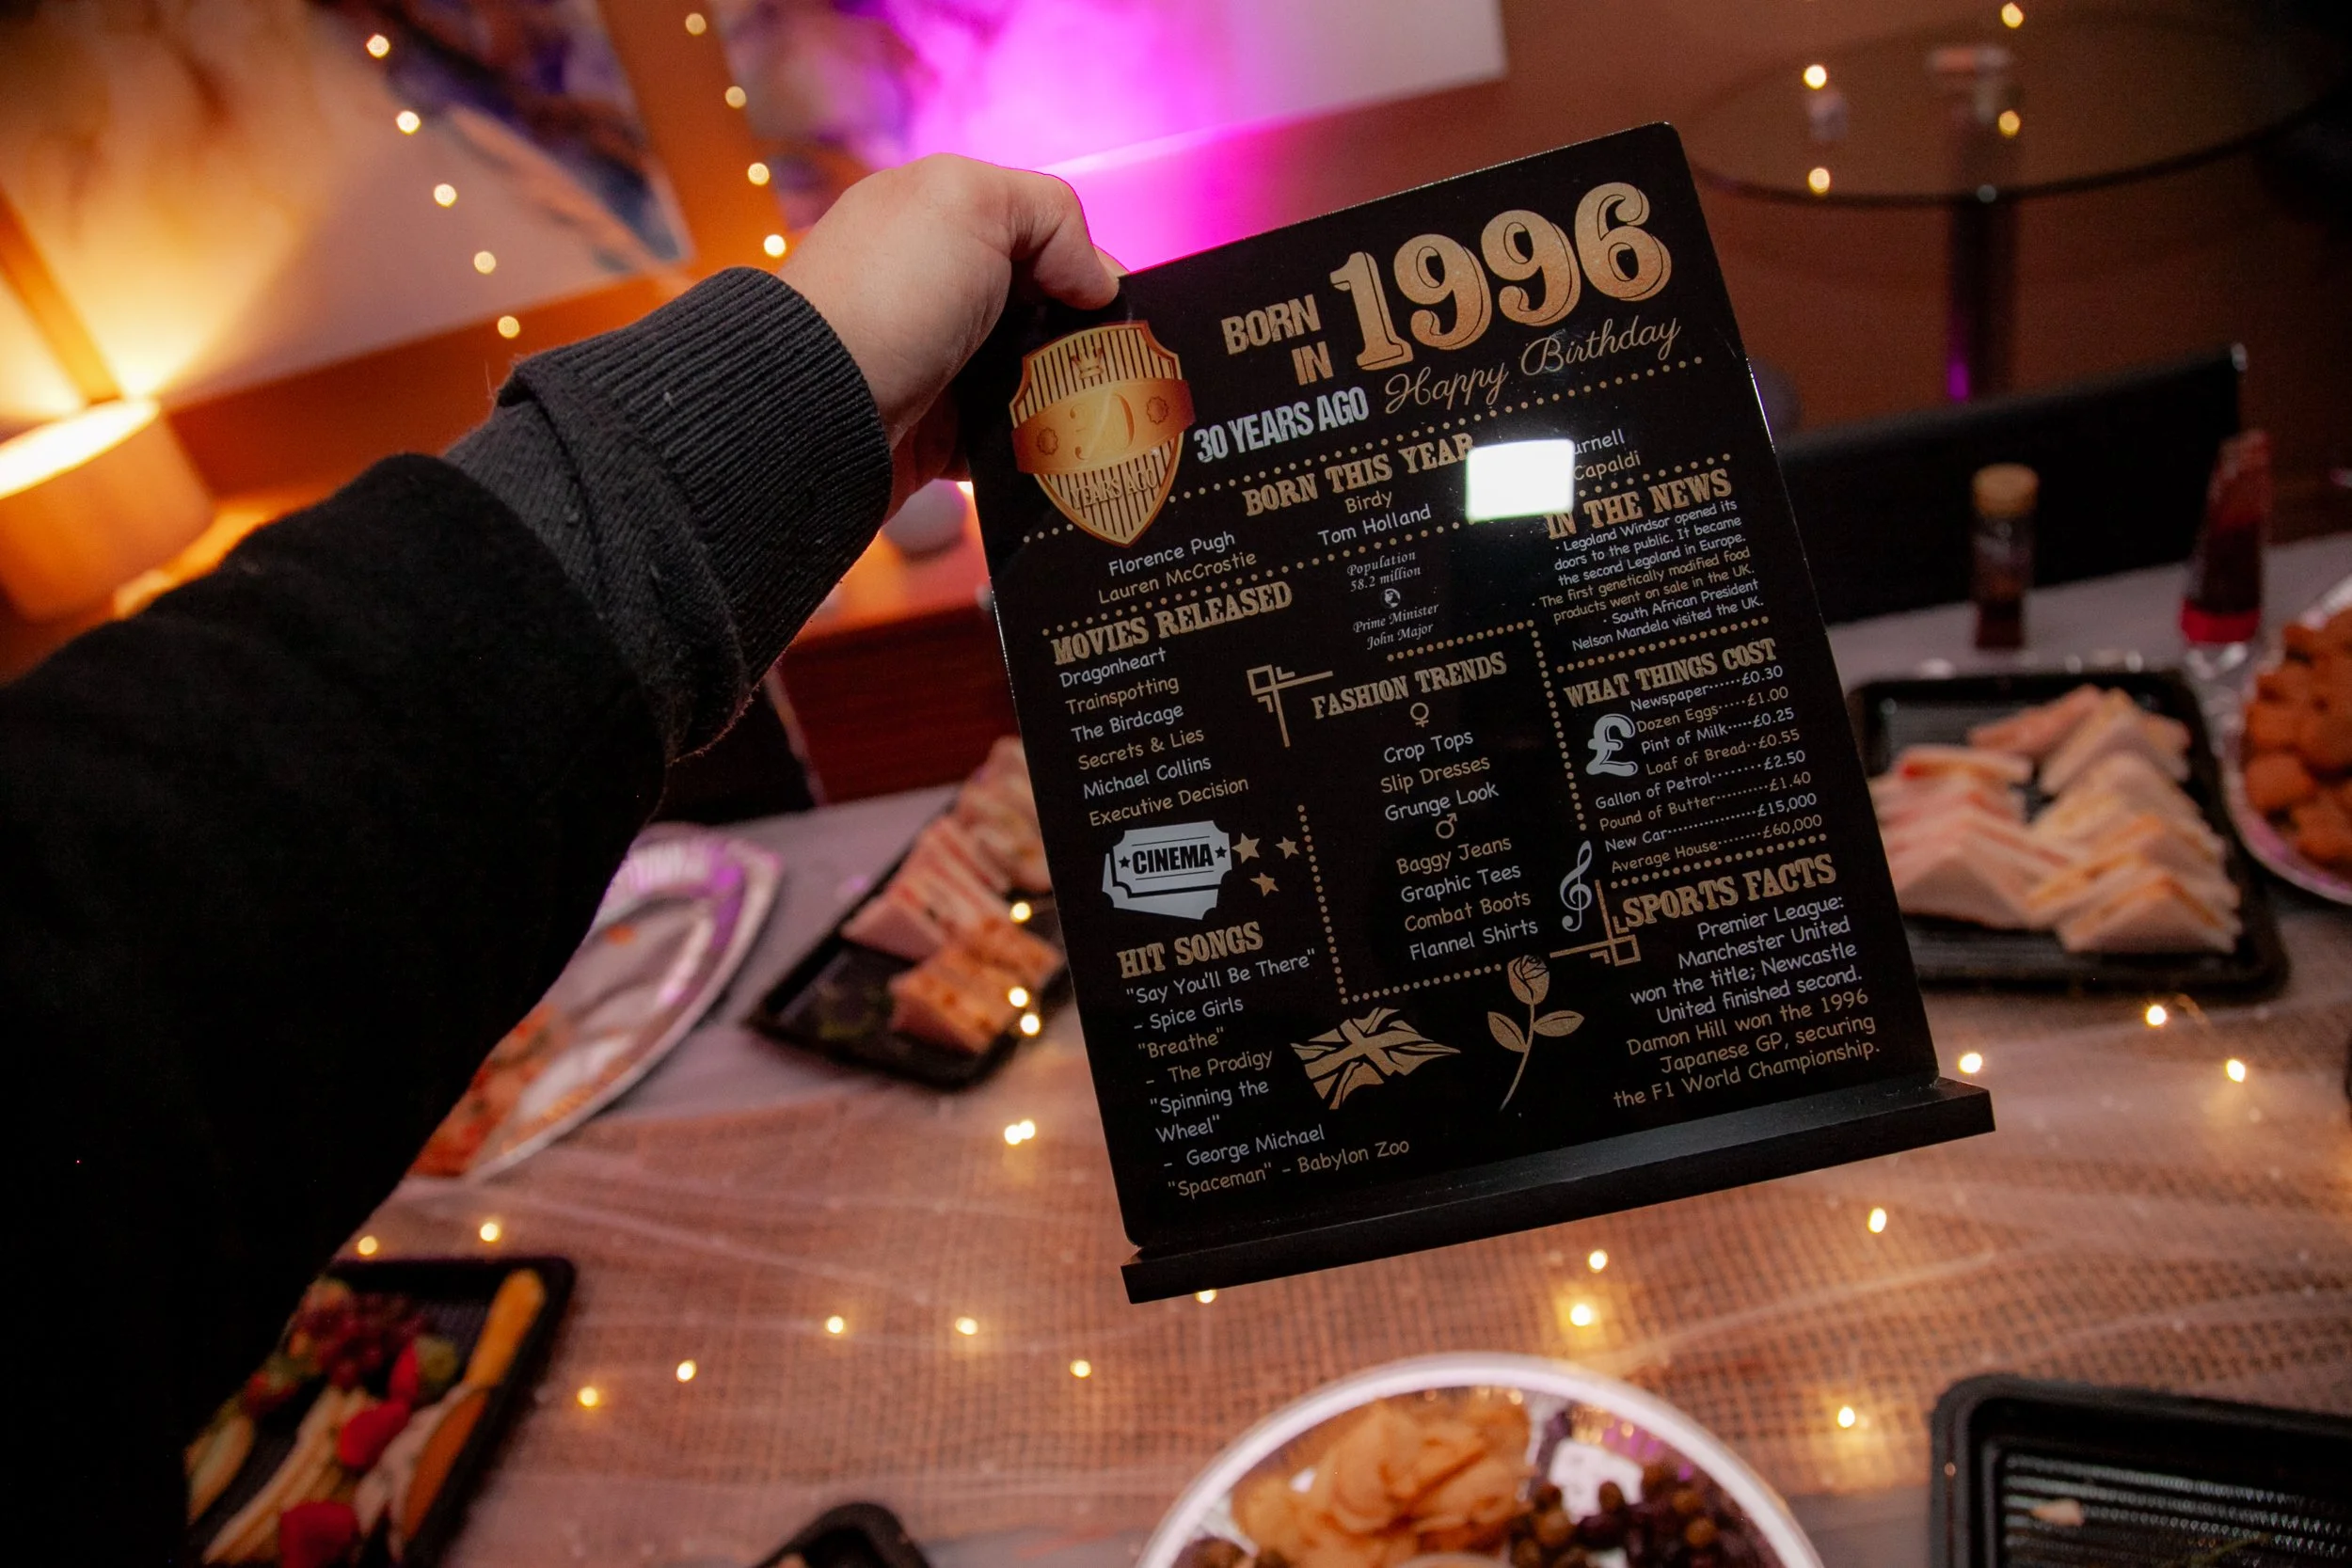 BORN
IN
1996
Happy Birthday
30 YEARS AGO
30
YEARS AGO
BORN THIS YEAR
Florence Pugh
Lauren McCrostie
Birdy
Tom Holland
Capaldi
MOVIES RELEASED
Dragonheart
Trainspotting
The Birdcage
Secrets & Lies
Michael Collins
Executive Decision
CINEMA
HIT SONGS
"Say You'll Be There"
- Spice Girls
"Breathe"
- The Prodigy
"Spinning the
Wheel"
- George Michael
"Spaceman" - Babylon Zoo
Population
58.2 million
Prime Minister
John Major
FASHION TRENDS
♀
Crop Tops
Slip Dresses
Grunge Look
♂
Baggy Jeans
Graphic Tees
Combat Boots
Flannel Shirts
IN THE NEWS
· Legoland Windsor opened its
doors to the public. It became
the second Legoland in Europe.
· The first genetically modified food
products went on sale in the UK.
· South African President
Nelson Mandela visited the UK.
WHAT THINGS COST
£
Newspaper······£0.30
Dozen Eggs·····£1.00
Pint of Milk·····£0.25
Loaf of Bread··£0.55
Gallon of Petrol········£2.50
Pound of Butter··········£1.40
New Car···············£15,000
Average House·······£60,000
SPORTS FACTS
Premier League:
Manchester United
won the title; Newcastle
United finished second.
Damon Hill won the 1996
Japanese GP, securing
the F1 World Championship.